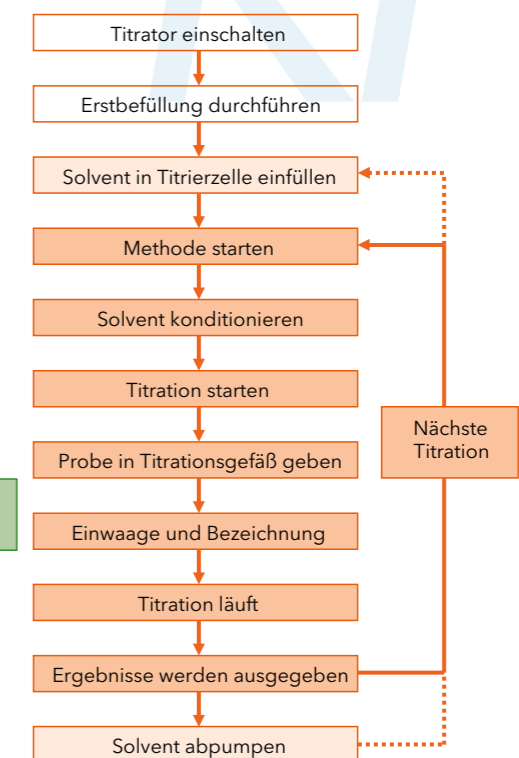 Titrator einschalten
Erstbefüllung durchführen
Solvent in Titrierzelle einfüllen
Methode starten
Solvent konditionieren
Titration starten
Probe in Titrationsgefäß geben
Einwaage und Bezeichnung
Titration läuft
Ergebnisse werden ausgegeben
Solvent abpumpen
Nächste
Titration